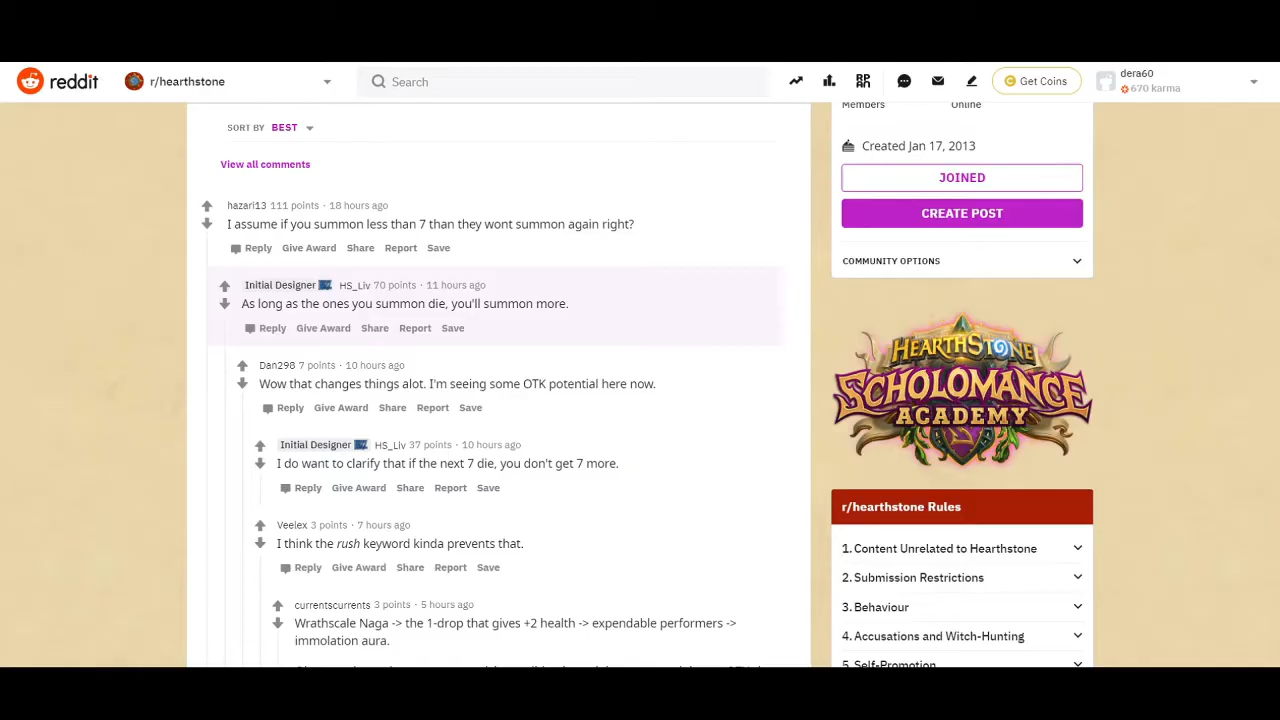 reddit
r/hearthstone
Search
Get Coins
dera60
670 karma
SORT BY BEST
View all comments
hazari13 111 points · 18 hours ago
I assume if you summon less than 7 than they wont summon again right?
Reply Give Award Share Report Save
Initial Designer HS_Liv 70 points · 11 hours ago
As long as the ones you summon die, you'll summon more.
Reply Give Award Share Report Save
Dan298 7 points · 10 hours ago
Wow that changes things alot. I'm seeing some OTK potential here now.
Reply Give Award Share Report Save
Initial Designer HS_Liv 37 points · 10 hours ago
I do want to clarify that if the next 7 die, you don't get 7 more.
Reply Give Award Share Report Save
Veelex 3 points · 7 hours ago
I think the rush keyword kinda prevents that.
Reply Give Award Share Report Save
currentscurrents 3 points · 5 hours ago
Wrathscale Naga -> the 1-drop that gives +2 health -> expendable performers ->
immolation aura.
Members Online
Created Jan 17, 2013
JOINED
CREATE POST
COMMUNITY OPTIONS
HEARTHSTONE
SCHOLOMANCE
ACADEMY
r/hearthstone Rules
1. Content Unrelated to Hearthstone
2. Submission Restrictions
3. Behaviour
4. Accusations and Witch-Hunting
5. Self-Promotion